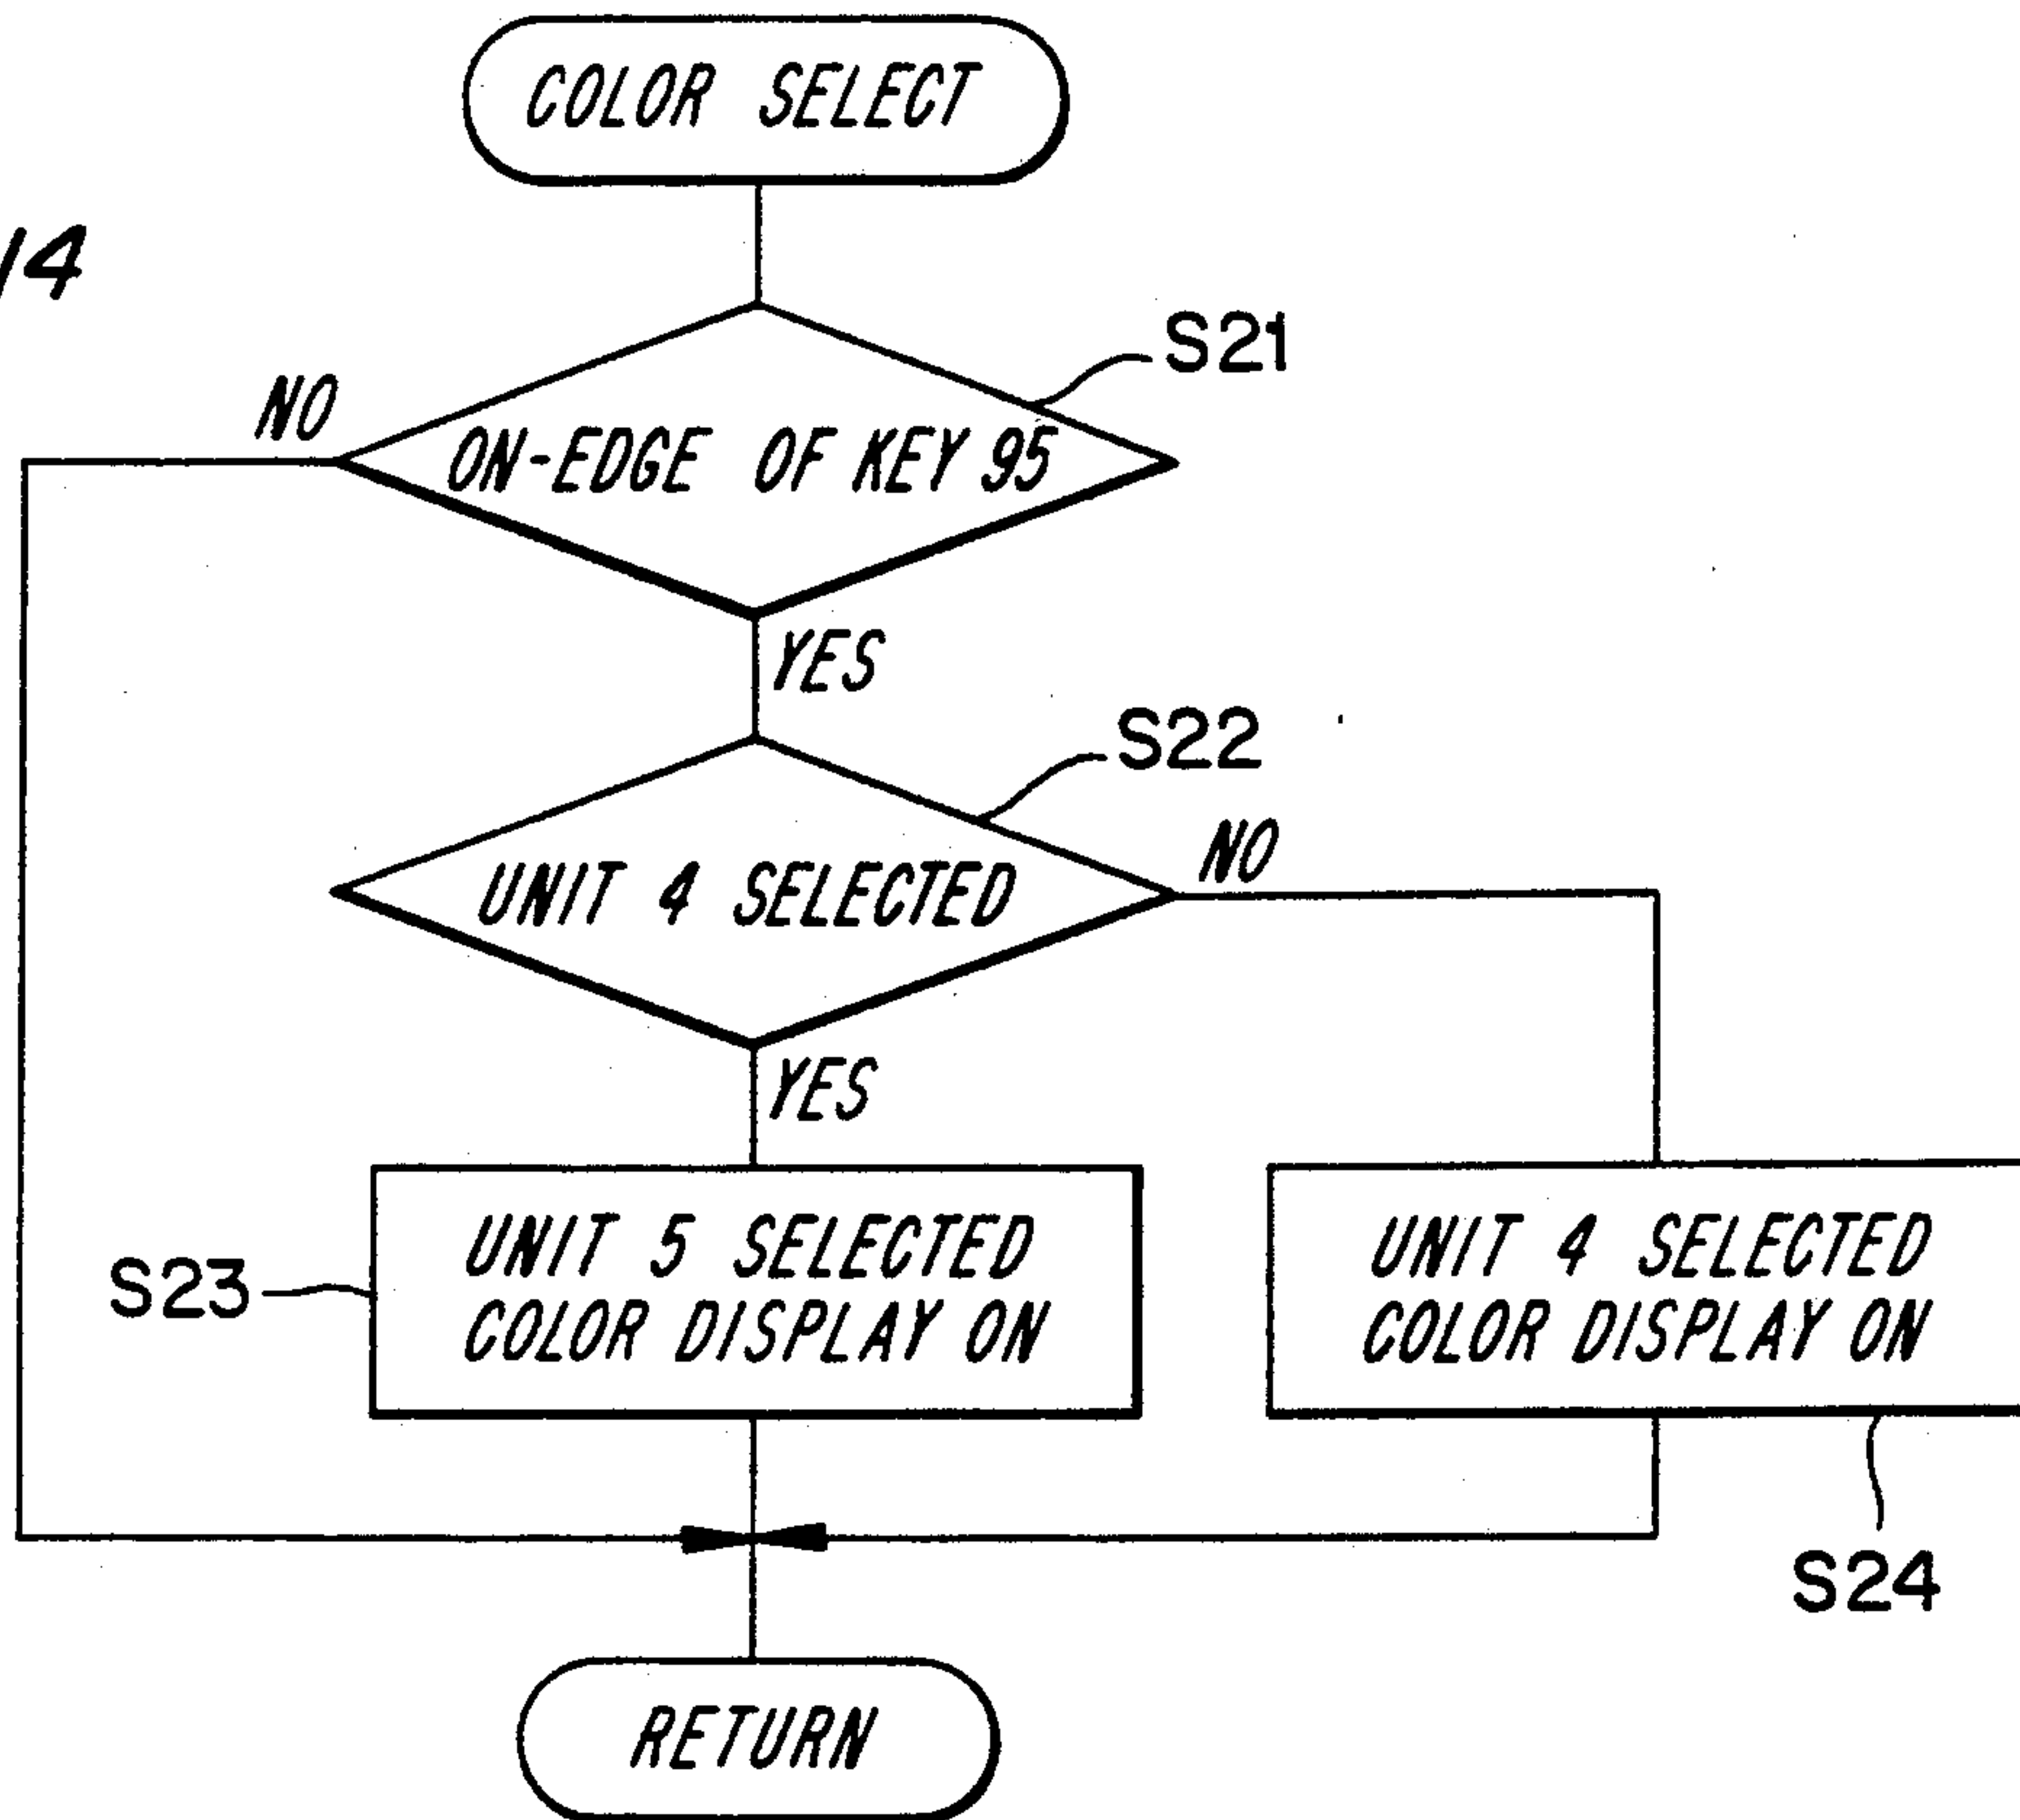 COLOR SELECT
14
S21
NO
ON-EDGE OF KEY 95
YES
S22
NO
UNIT 4 SELECTED
YES
UNIT 5 SELECTED
COLOR DISPLAY ON
S23
UNIT 4 SELECTED
COLOR DISPLAY ON
S24
RETURN